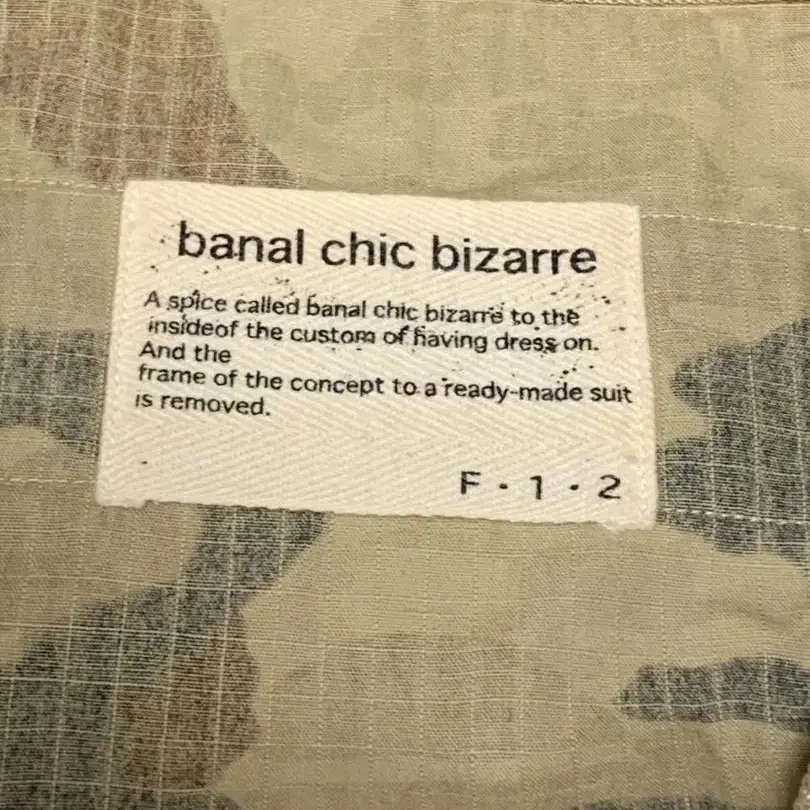 banal chic bizarre
A spice called banal chic bizarre to the
insideof the custom of having dress on.
And the
frame of the concept to a ready-made suit
is removed.
F・1・2